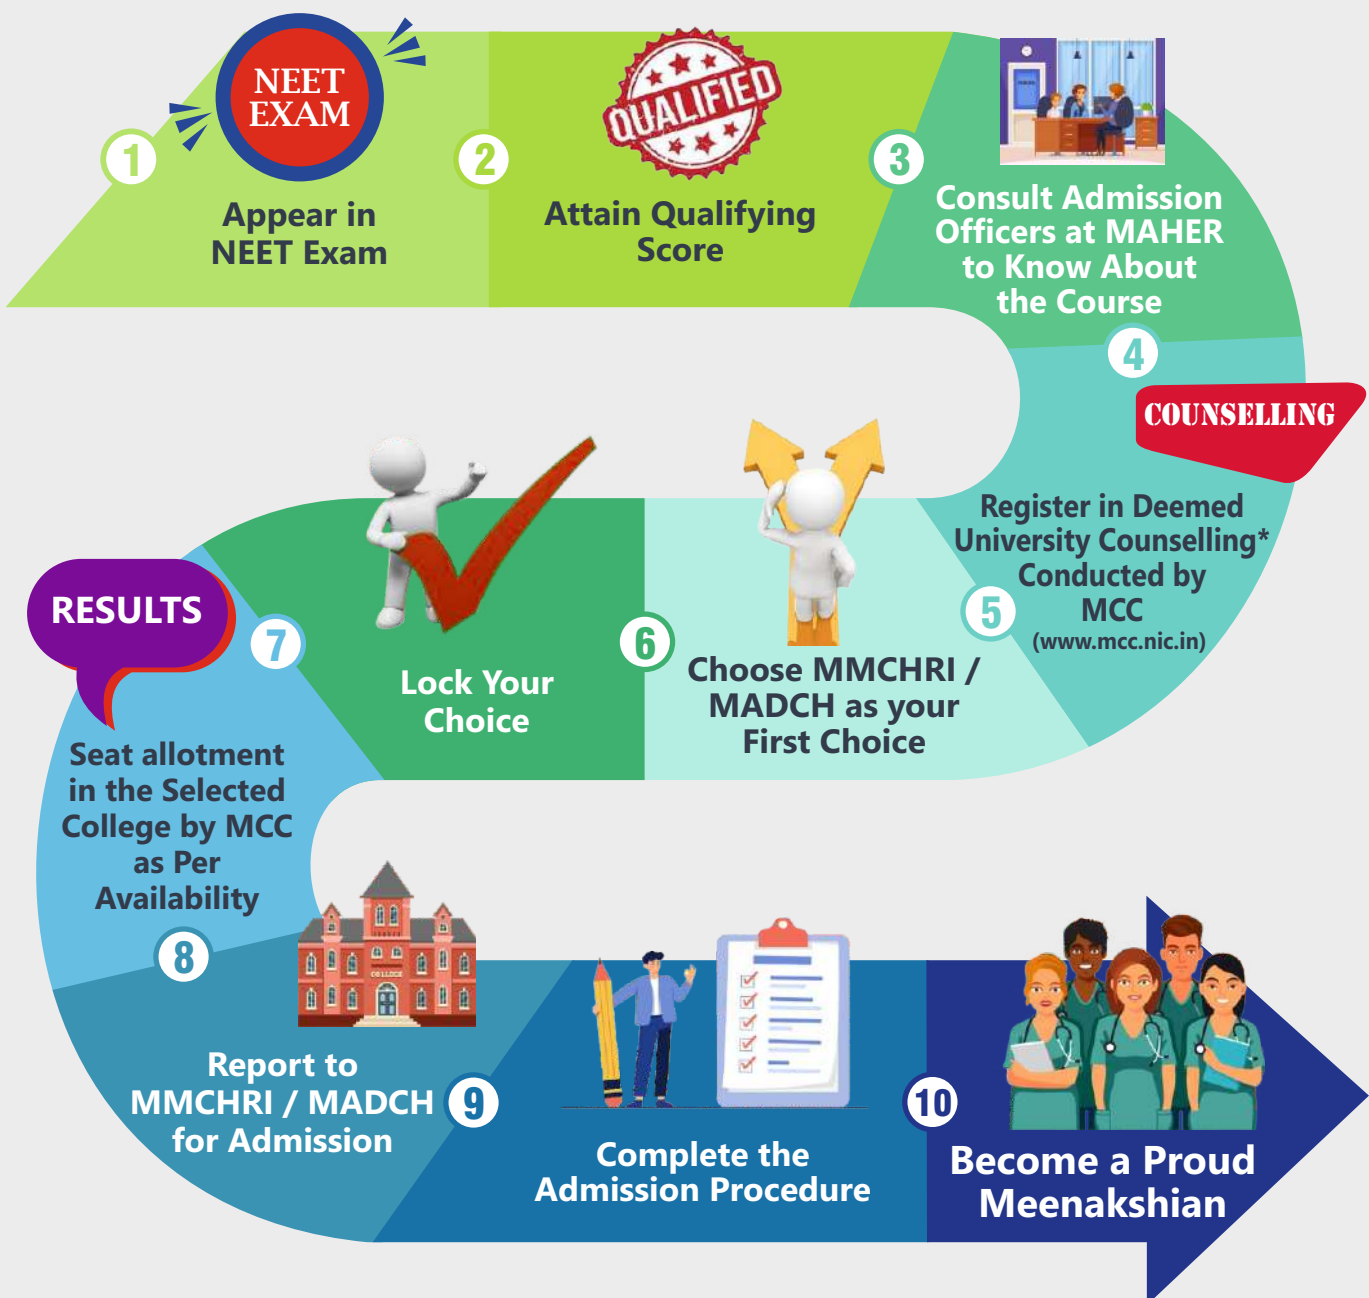 1
NEET
EXAM
Appear in
NEET Exam
2
QUALIFIED
Attain Qualifying
Score
3
Consult Admission
Officers at MAHER
to Know About
the Course
4
COUNSELLING
Register in Deemed
University Counselling*
Conducted by
MCC
(www.mcc.nic.in)
5
Choose MMCHRI /
MADCH as your
First Choice
6
Lock Your
Choice
7
RESULTS
Seat allotment
in the Selected
College by MCC
as Per
Availability
8
COLLEGE
Report to
MMCHRI / MADCH
for Admission
9
Complete the
Admission Procedure
10
Become a Proud
Meenakshian